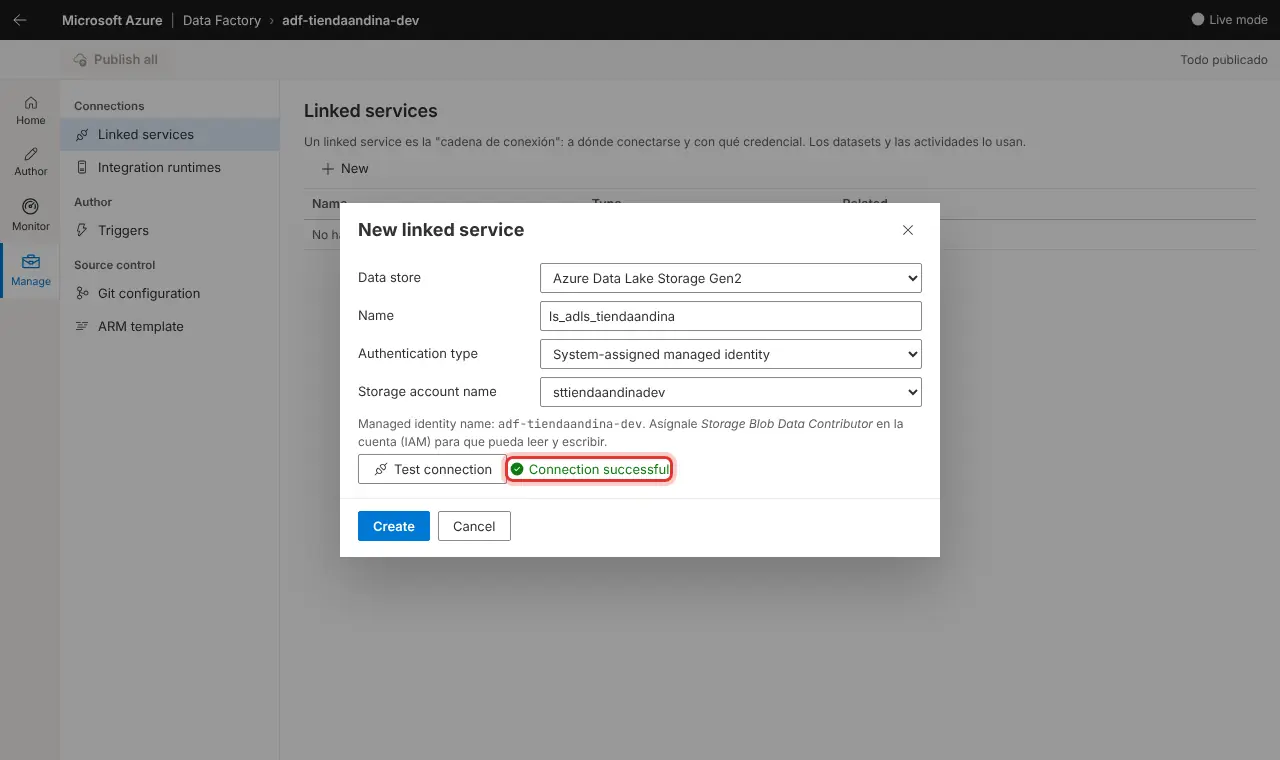 Microsoft Azure | Data Factory › adf-tiendaandina-dev
Live mode
Publish all
Todo publicado
Home
Author
Monitor
Manage
Connections
Linked services
Integration runtimes
Author
Triggers
Source control
Git configuration
ARM template
Linked services
Un linked service es la "cadena de conexión": a dónde conectarse y con qué credencial. Los datasets y las actividades lo usan.
New
Name Type Related
No ha
New linked service
Data store
Azure Data Lake Storage Gen2
Name
ls_adls_tiendaandina
Authentication type
System-assigned managed identity
Storage account name
sttiendaandinadev
Managed identity name: adf-tiendaandina-dev. Asígnale Storage Blob Data Contributor en la
cuenta (IAM) para que pueda leer y escribir.
Test connection
Connection successful
Create
Cancel